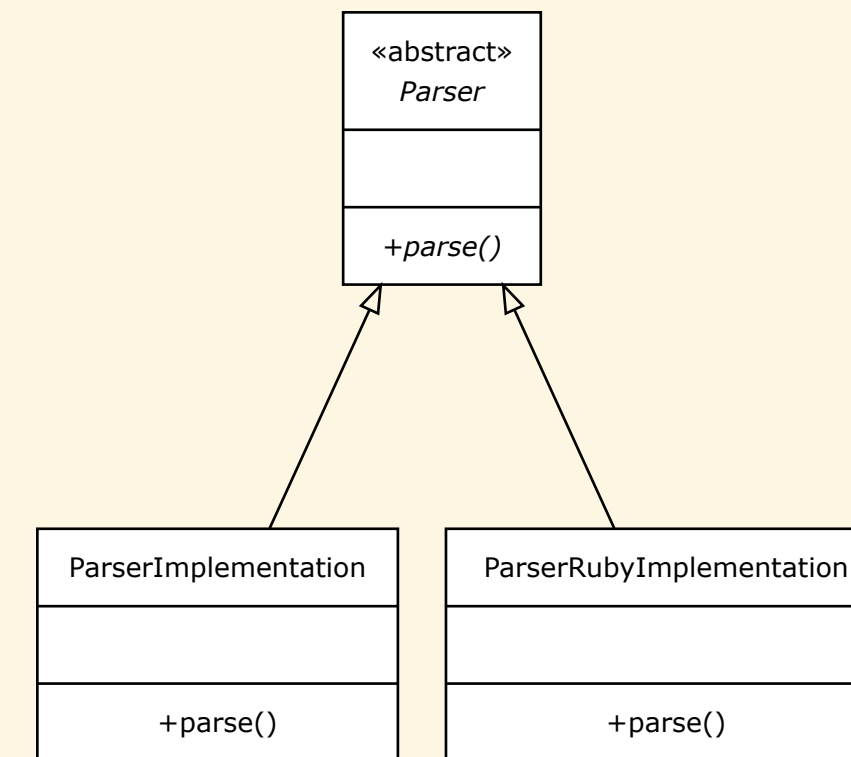 «abstract»
Parser
+parse()
ParserImplementation
ParserRubyImplementation
+parse()
+parse()